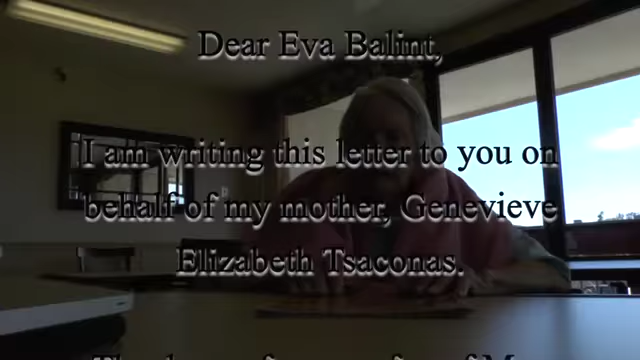 Dear Eva Balint,
I am writing this letter to you on
behalf of my mother, Genevieve
Elizabeth Tsaconas.